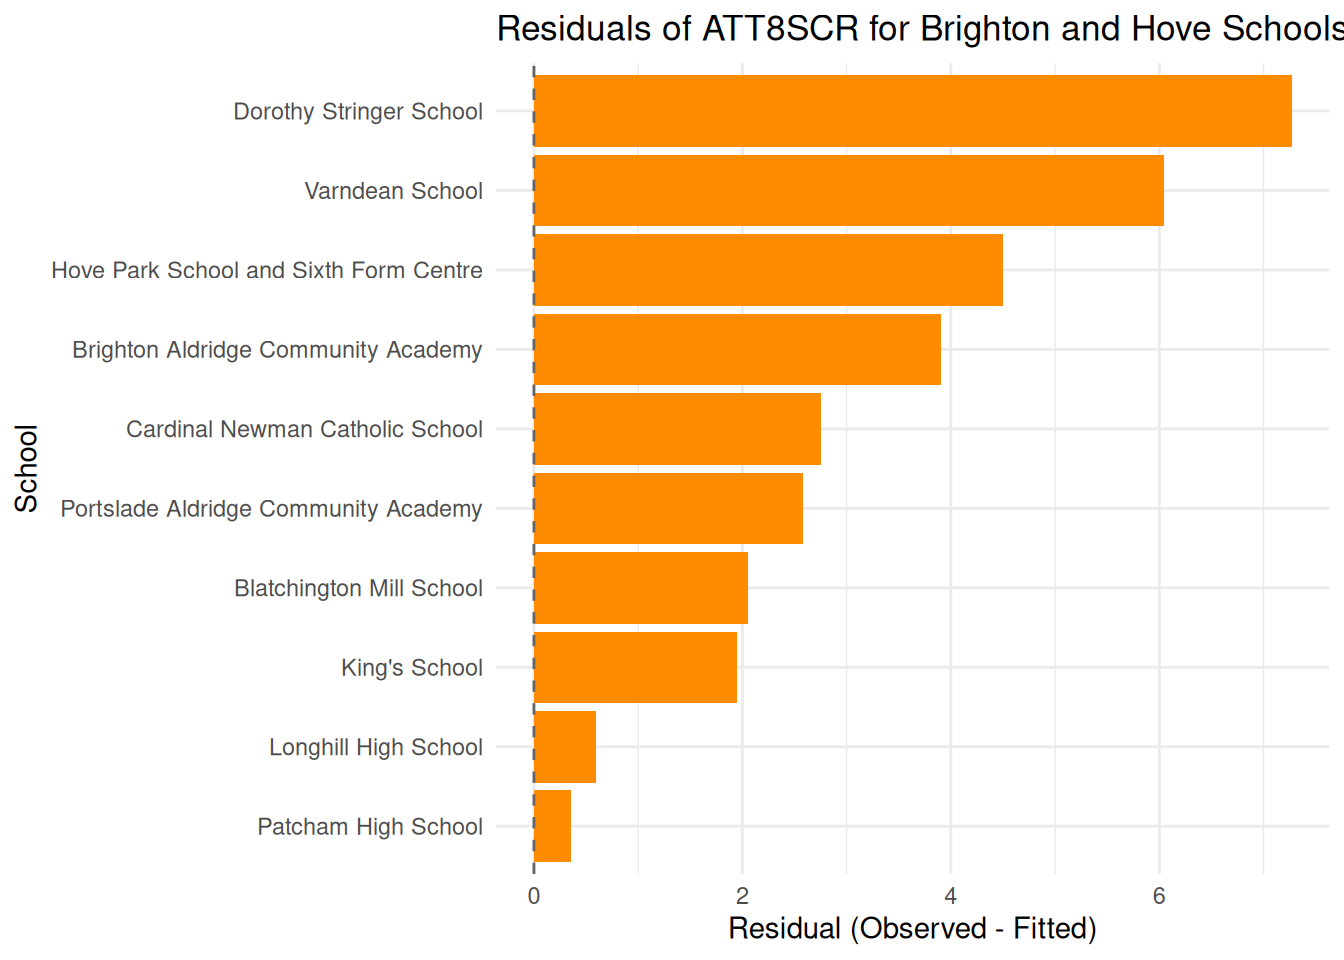 Residuals of ATT8SCR for Brighton and Hove Schools
Dorothy Stringer School
Varndean School
Hove Park School and Sixth Form Centre
Brighton Aldridge Community Academy
Cardinal Newman Catholic School
Portslade Aldridge Community Academy
Blatchington Mill School
King's School
Longhill High School
Patcham High School
School
0 2 4 6
Residual (Observed - Fitted)